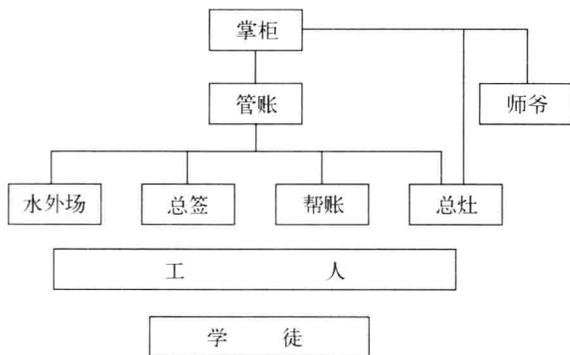 掌柜
管账
师爷
水外场 总签 帮账 总灶
工 人
学 徒